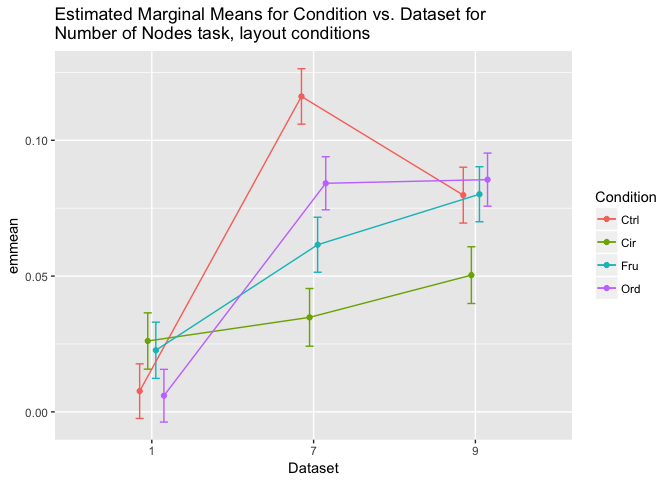 Estimated Marginal Means for Condition vs. Dataset for
Number of Nodes task, layout conditions
emmean
0.10
0.05
0.00
1
7
9
Dataset
Condition
Ctrl
Cir
Fru
Ord